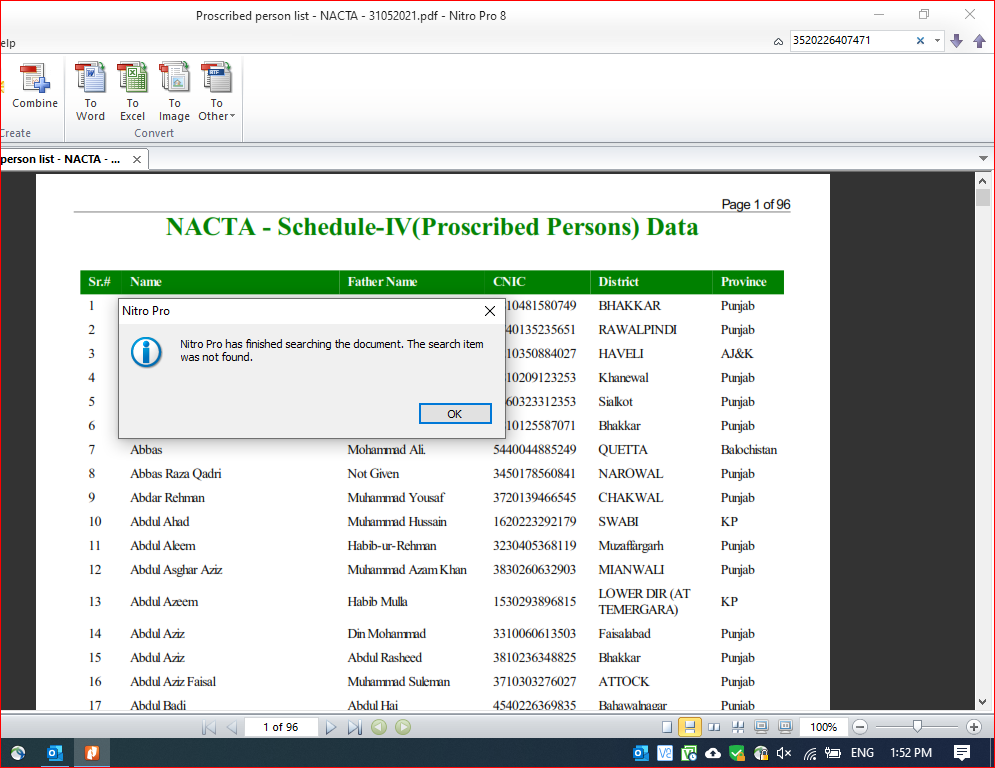 Proscribed person list - NACTA - 31052021.pdf - Nitro Pro 8
elp
3520226407471
Combine
To Word
To Excel
To Image
To Other
Create
Convert
person list - NACTA - ...
Page 1 of 96
NACTA - Schedule-IV(Proscribed Persons) Data
Sr.# Name Father Name CNIC District Province
1 10481580749 BHAKKAR Punjab
2 40135235651 RAWALPINDI Punjab
3 10350884027 HAVELI AJ&K
4 10209123253 Khanewal Punjab
5 60323312353 Sialkot Punjab
6 10125587071 Bhakkar Punjab
Nitro Pro
Nitro Pro has finished searching the document. The search item
was not found.
OK
7 Abbas Mohammad Ali. 5440044885249 QUETTA Balochistan
8 Abbas Raza Qadri Not Given 3450178560841 NAROWAL Punjab
9 Abdar Rehman Muhammad Yousaf 3720139466545 CHAKWAL Punjab
10 Abdul Ahad Muhammad Hussain 1620223292179 SWABI KP
11 Abdul Aleem Habib-ur-Rehman 3230405368119 Muzaffargarh Punjab
12 Abdul Asghar Aziz Muhammad Azam Khan 3830260632903 MIANWALI Punjab
13 Abdul Azeem Habib Mulla 1530293896815 LOWER DIR (AT
TEMERGARA) KP
14 Abdul Aziz Din Mohammad 3310060613503 Faisalabad Punjab
15 Abdul Aziz Abdul Rasheed 3810236348825 Bhakkar Punjab
16 Abdul Aziz Faisal Muhammad Suleman 3710303276027 ATTOCK Punjab
17 Abdul Badi Abdul Hai 4540226369835 Bahawalnagar Punjab
1 of 96
100%
ENG
1:52 PM